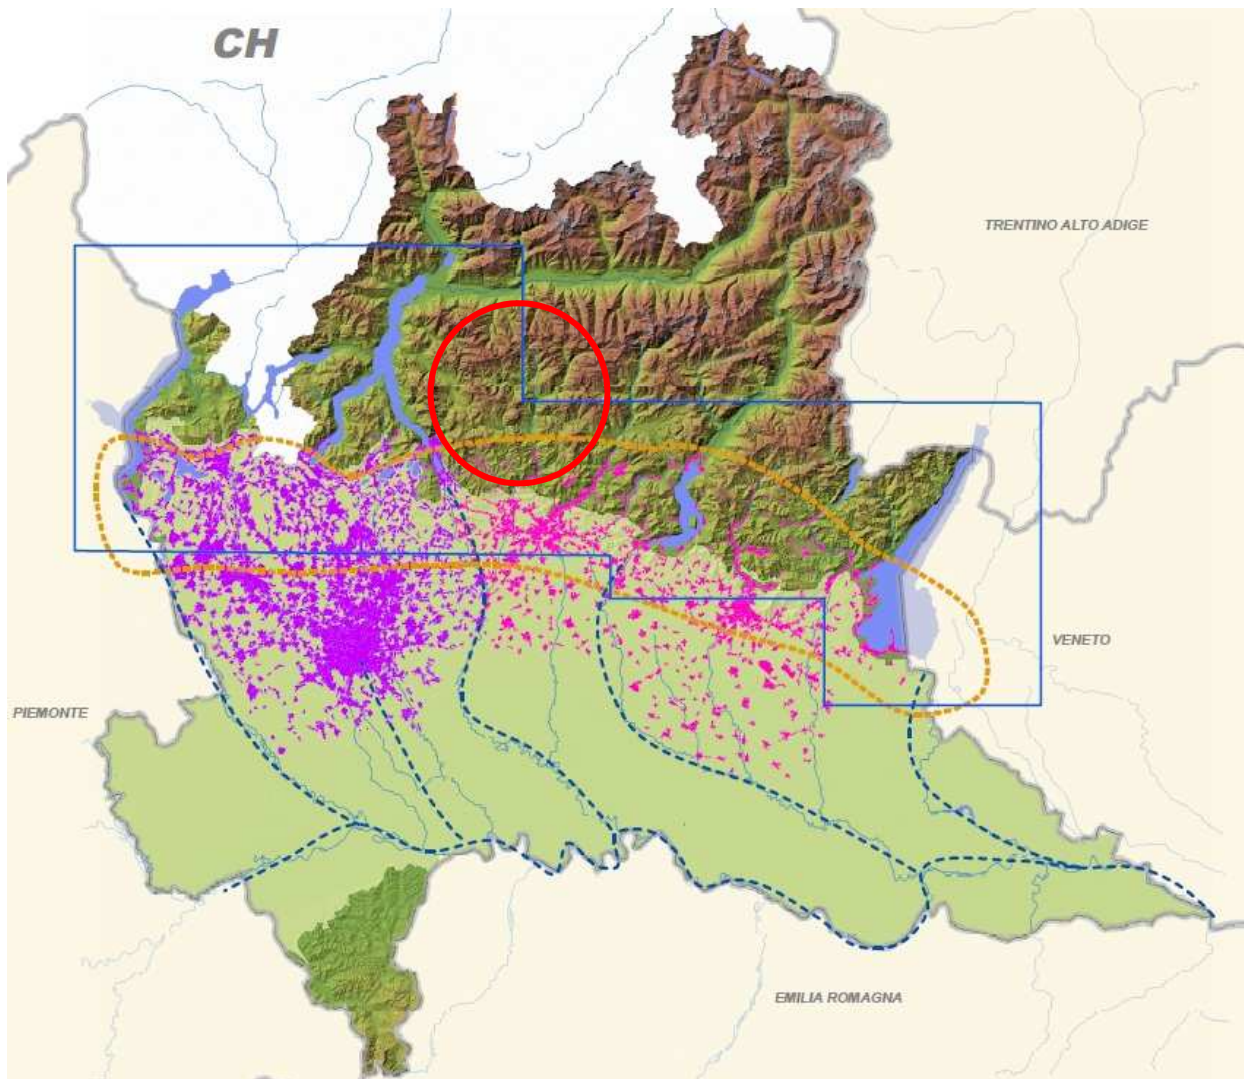 CH
TRENTINO ALTO ADIGE
VENETO
PIEMONTE
EMILIA ROMAGNA